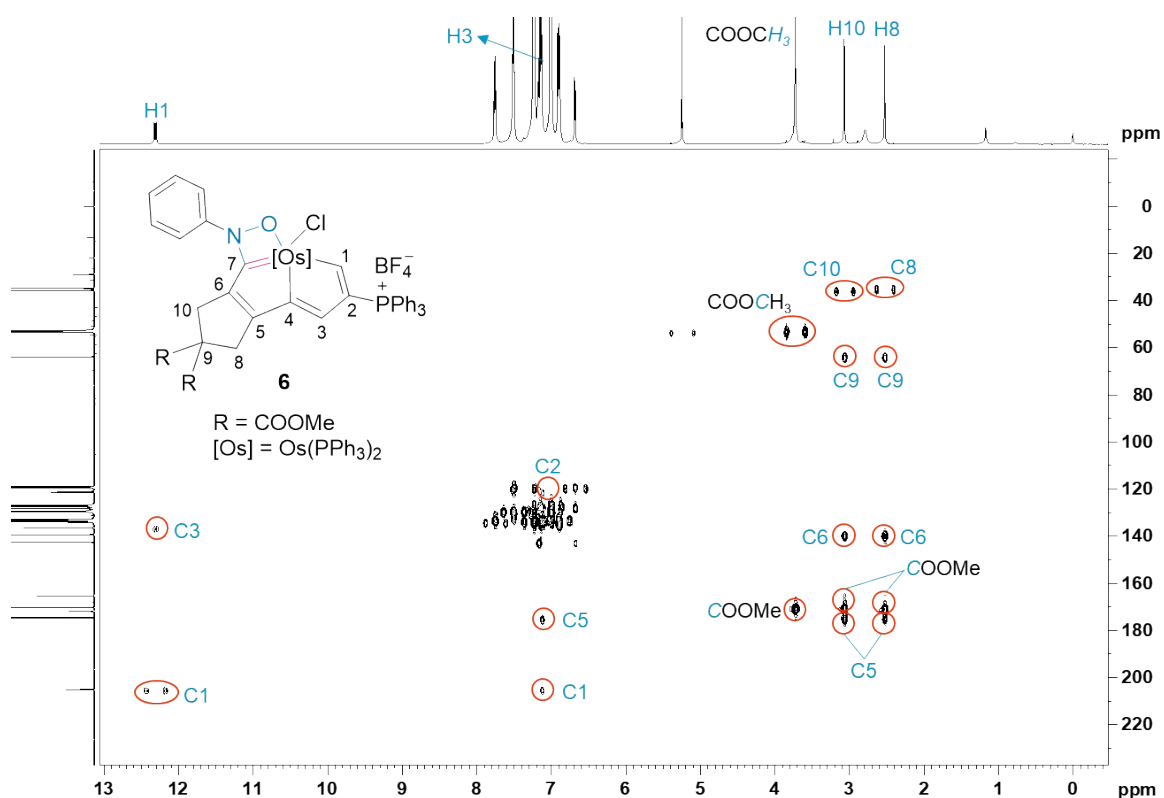 COOCH3
H10
H8
H3
H1
ppm
0
20
40
60
80
100
120
140
160
180
200
220
N
O
Cl
[Os]
1
7
BF4−
6
2
+
PPh3
10
4
5
3
R
9
8
R
6
R = COOMe
[Os] = Os(PPh3)2
C10
C8
COOCH3
C9
C9
C2
C3
C6
C6
COOMe
COOMe
C5
C5
C1
C1
13
12
11
10
9
8
7
6
5
4
3
2
1
0
ppm